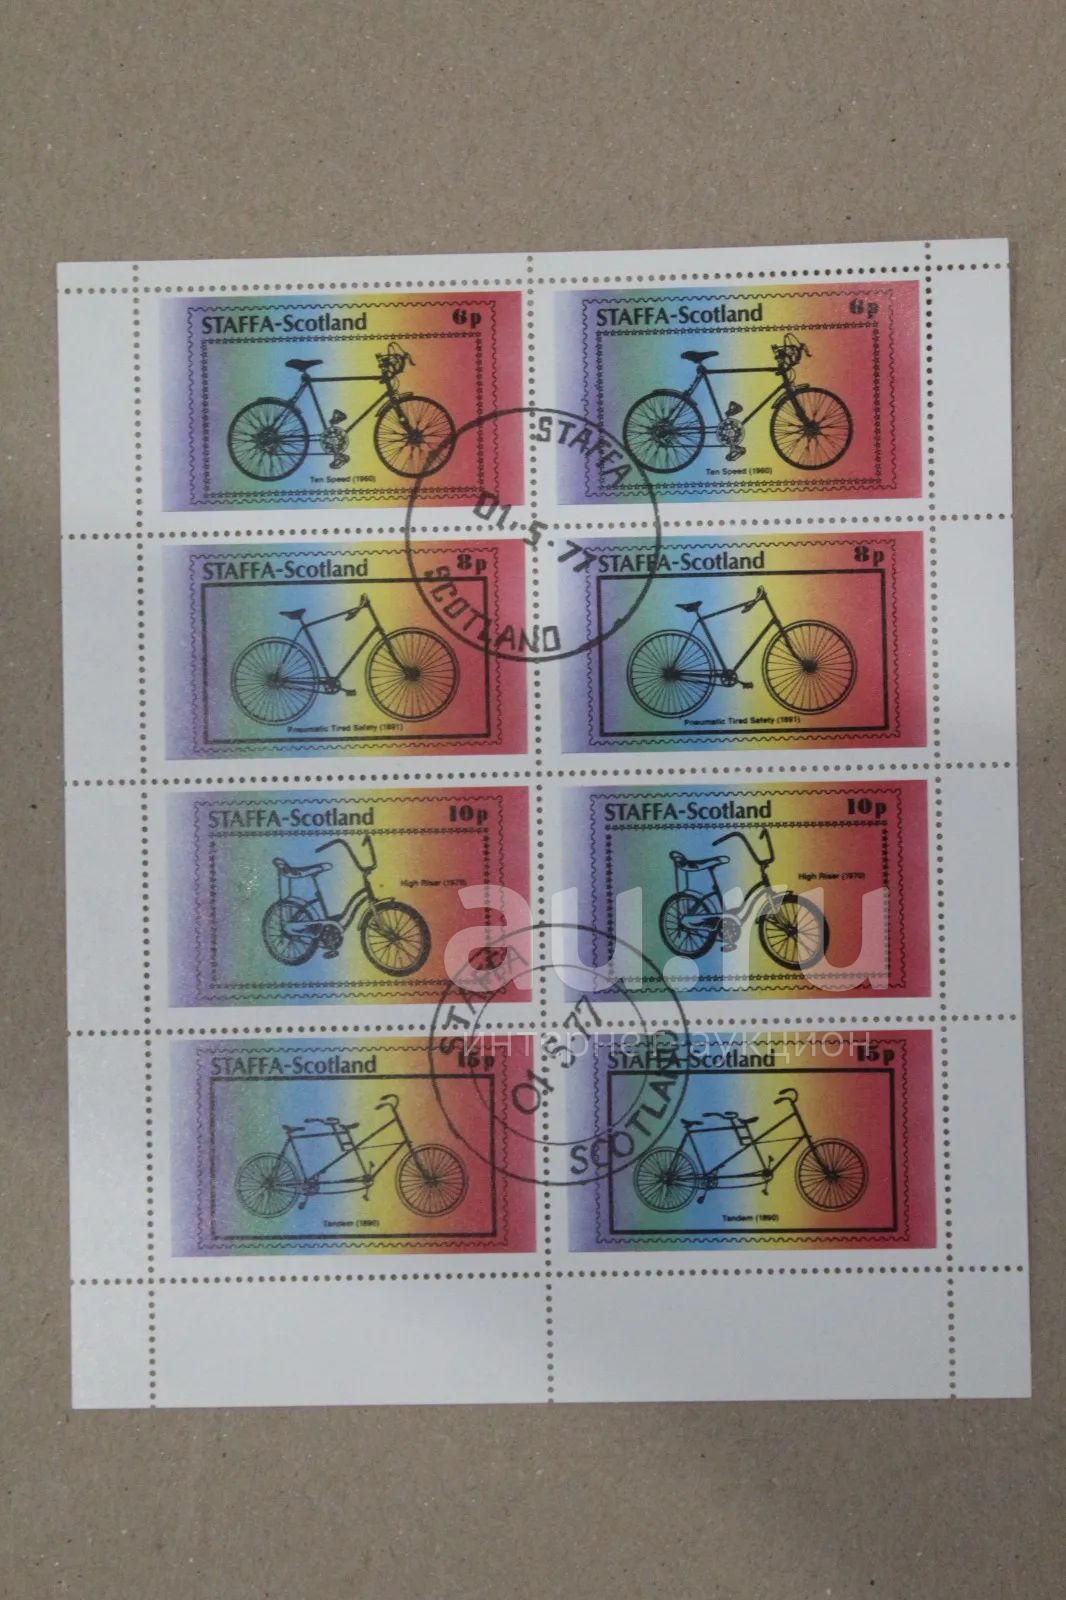 STAFFA-Scotland 6p
Ten Speed (1960)
STAFFA-Scotland 6p
Ten Speed (1960)
STAFFA
01·5·77
SCOTLAND
STAFFA-Scotland 8p
Pneumatic Tired Safety (1891)
STAFFA-Scotland 8p
Pneumatic Tired Safety (1891)
STAFFA-Scotland 10p
High Riser (1970)
STAFFA-Scotland 10p
High Riser (1970)
au.ru
интернет-аукцион
STAFFA
01·5·77
SCOTLAND
STAFFA-Scotland 15p
Tandem (1890)
STAFFA-Scotland 15p
Tandem (1890)